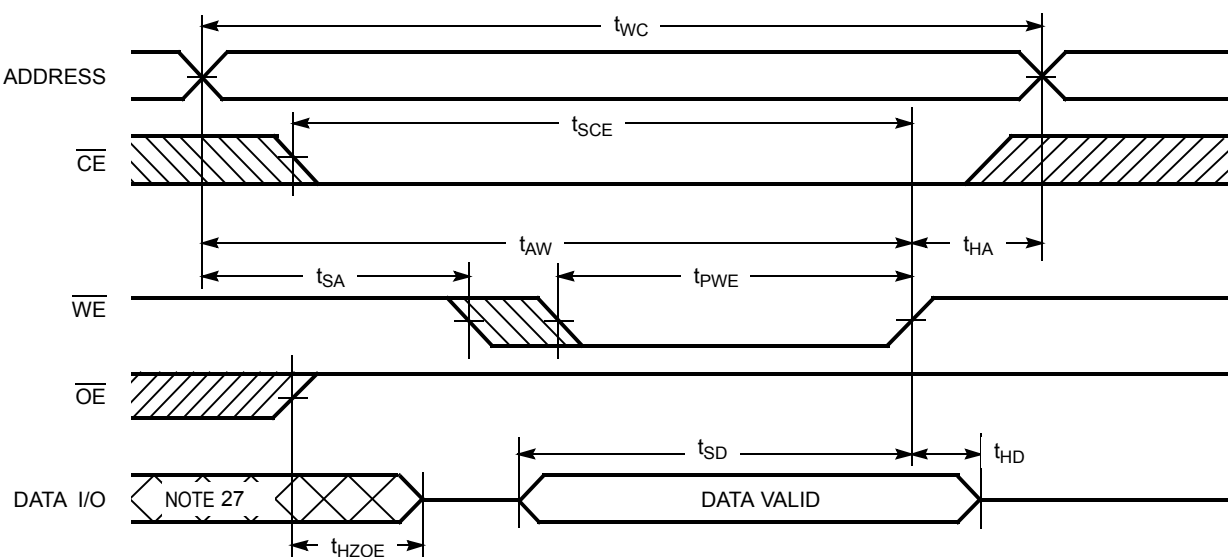 tWC
ADDRESS
tSCE
CE
tAW
tHA
tSA
tPWE
WE
OE
tSD
tHD
DATA I/O
NOTE 27
DATA VALID
tHZOE